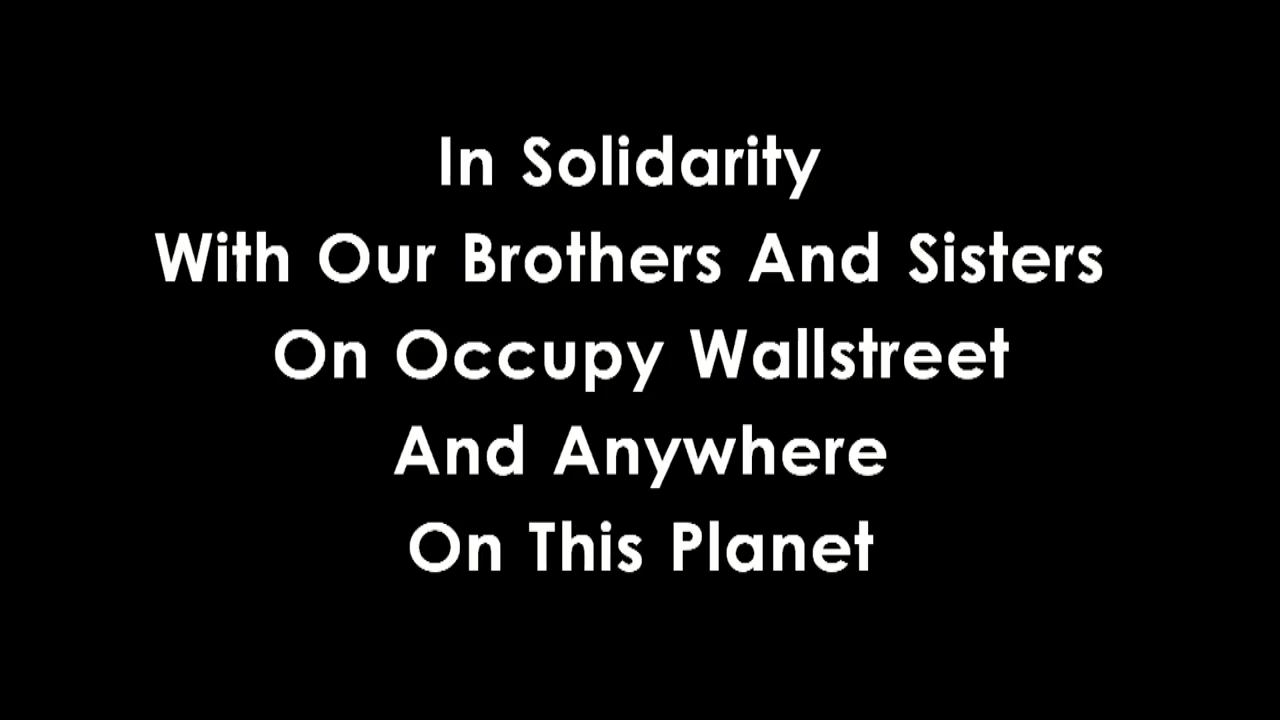 In Solidarity
With Our Brothers And Sisters
On Occupy Wallstreet
And Anywhere
On This Planet